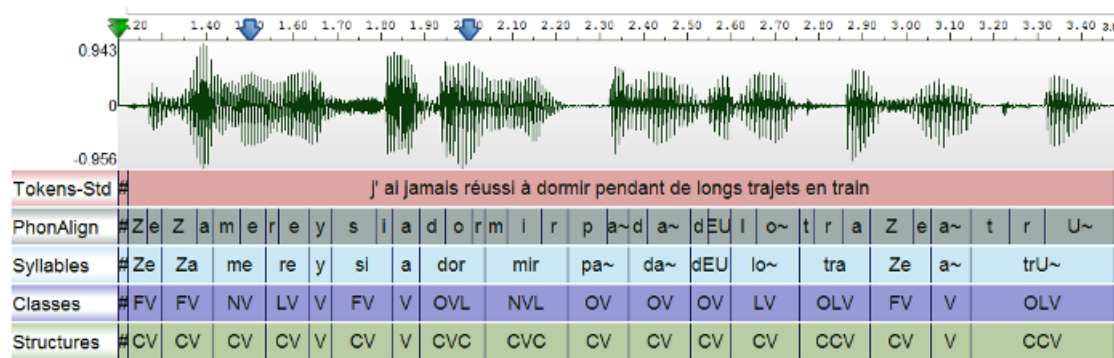 1.20 1.40 1.60 1.70 1.80 1.90 2.10 2.20 2.30 2.40 2.50 2.60 2.70 2.80 2.90 3.00 3.10 3.20 3.30 3.40
0.943
0
-0.956
Tokens-Std # j' ai jamais réussi à dormir pendant de longs trajets en train
PhonAlign # Z e Z a m e r e y s i a d o r m i r p a~ d a~ d EU l o~ t r a Z e a~ t r U~
Syllables # Ze Za me re y si a dor mir pa~ da~ dEU lo~ tra Ze a~ trU~
Classes # FV FV NV LV V FV V OVL NVL OV OV OV LV OLV FV V OLV
Structures # CV CV CV CV V CV V CVC CVC CV CV CV CV CCV CV V CCV